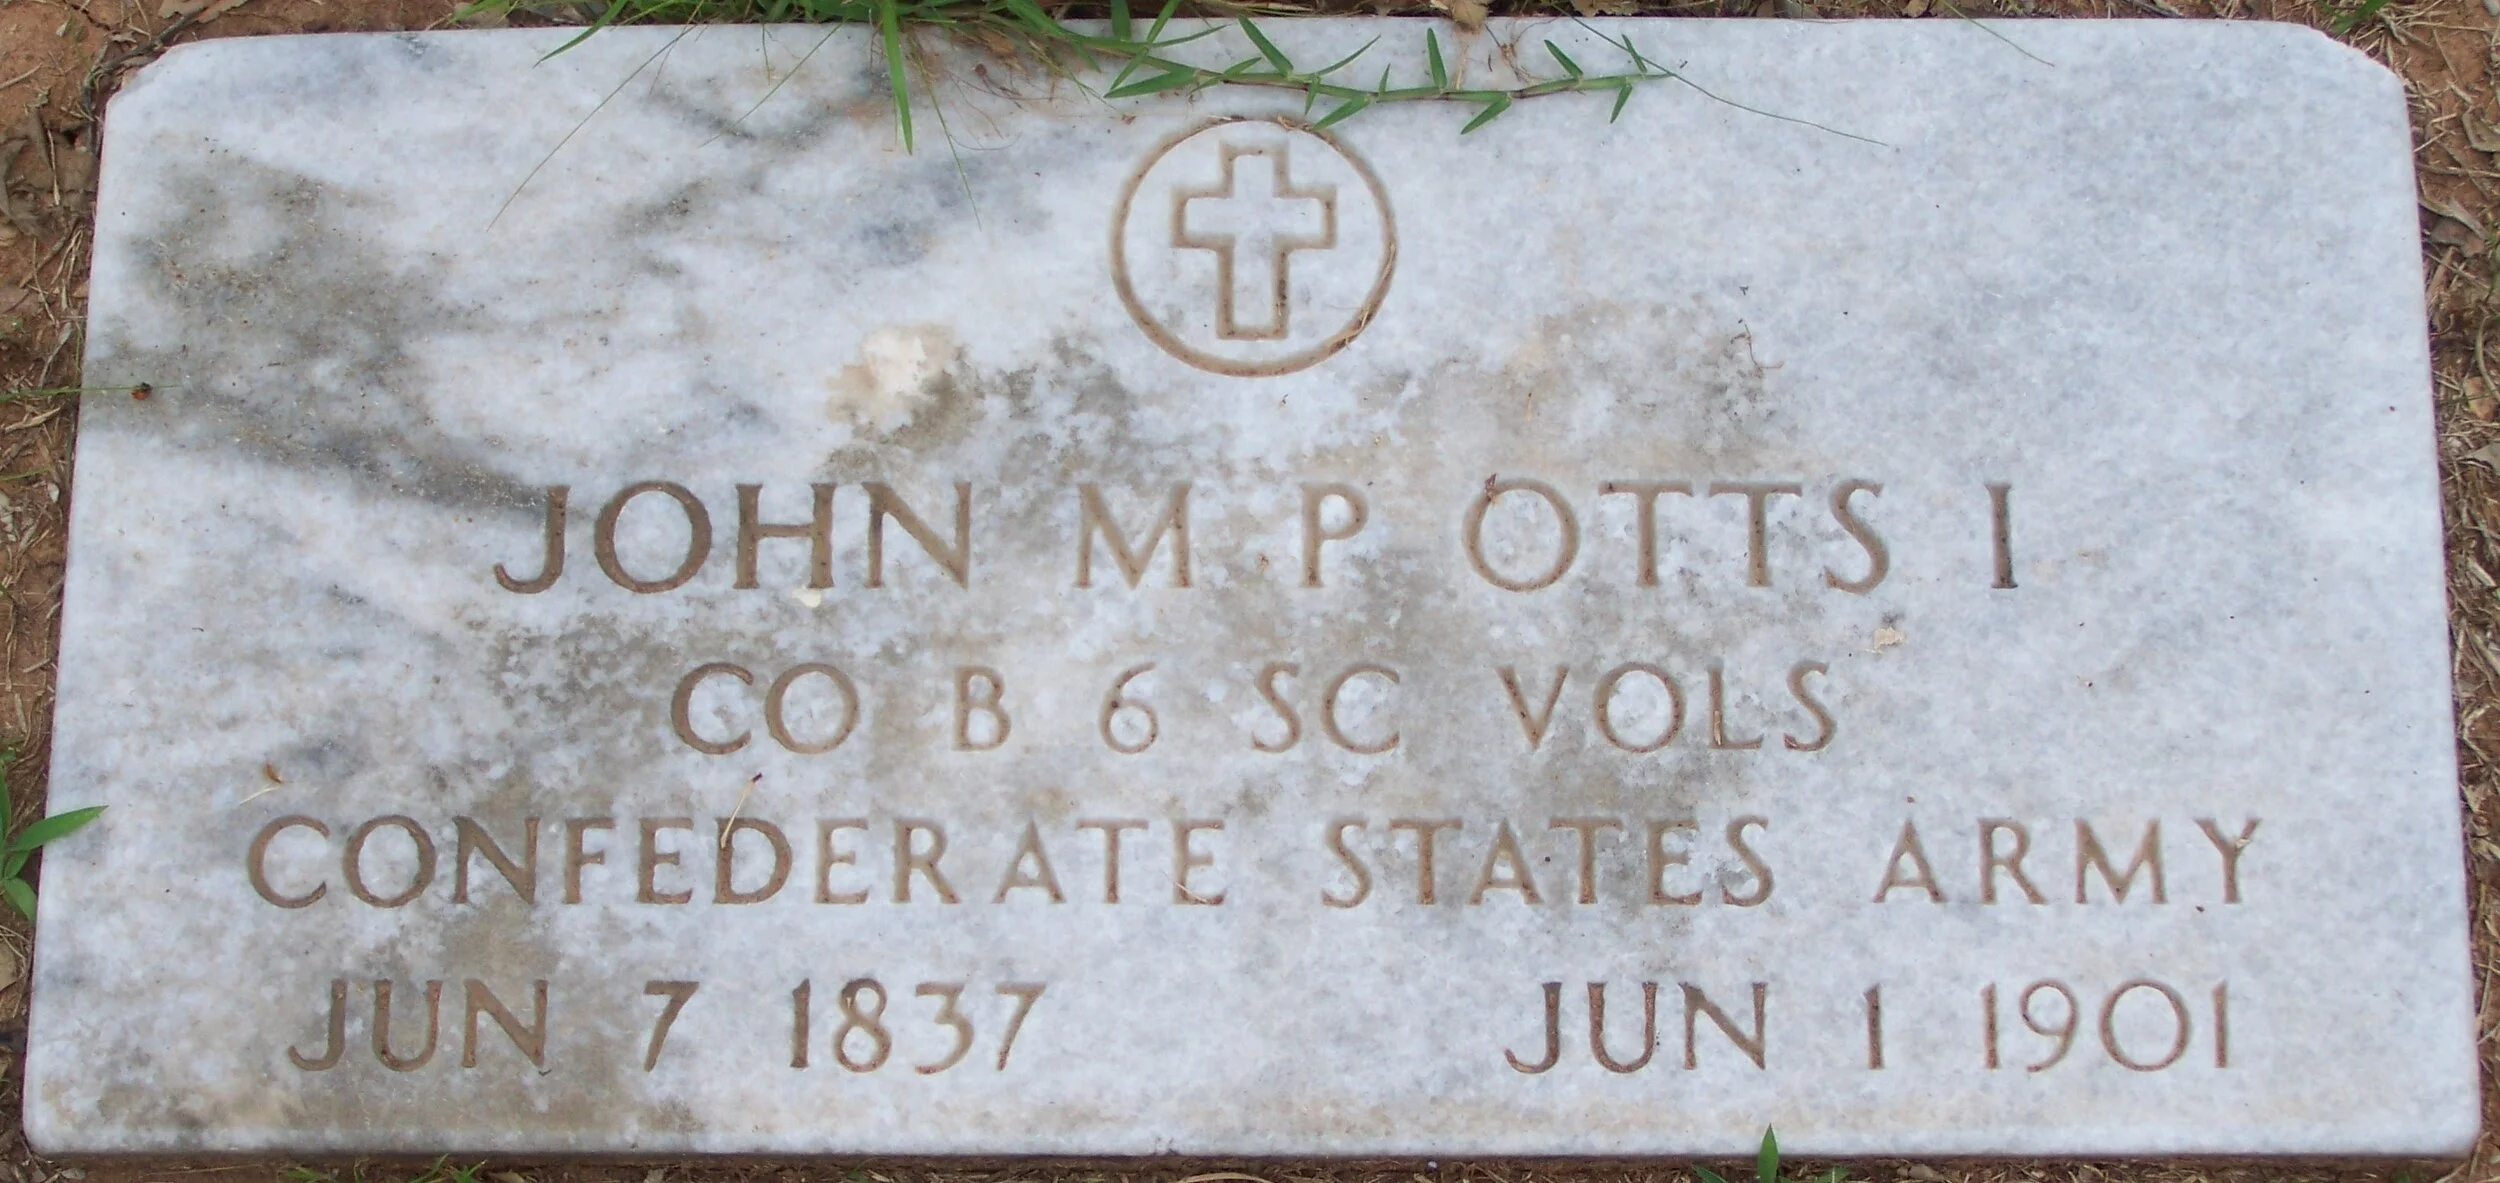 JOHN M P OTTS I
CO B 6 SC VOLS
CONFEDERATE STATES ARMY
JUN 7 1837 JUN 1 1901